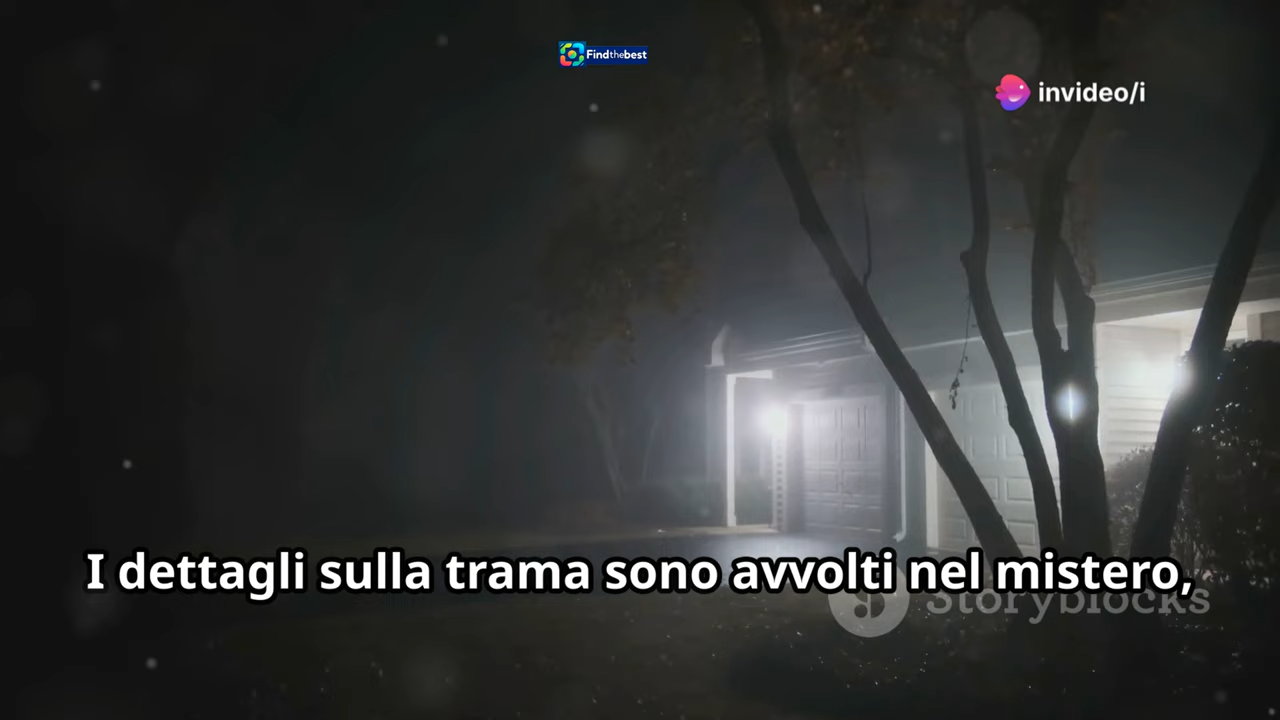 Findthebest
invideo/i
I dettagli sulla trama sono avvolti nel mistero,
Storyblocks